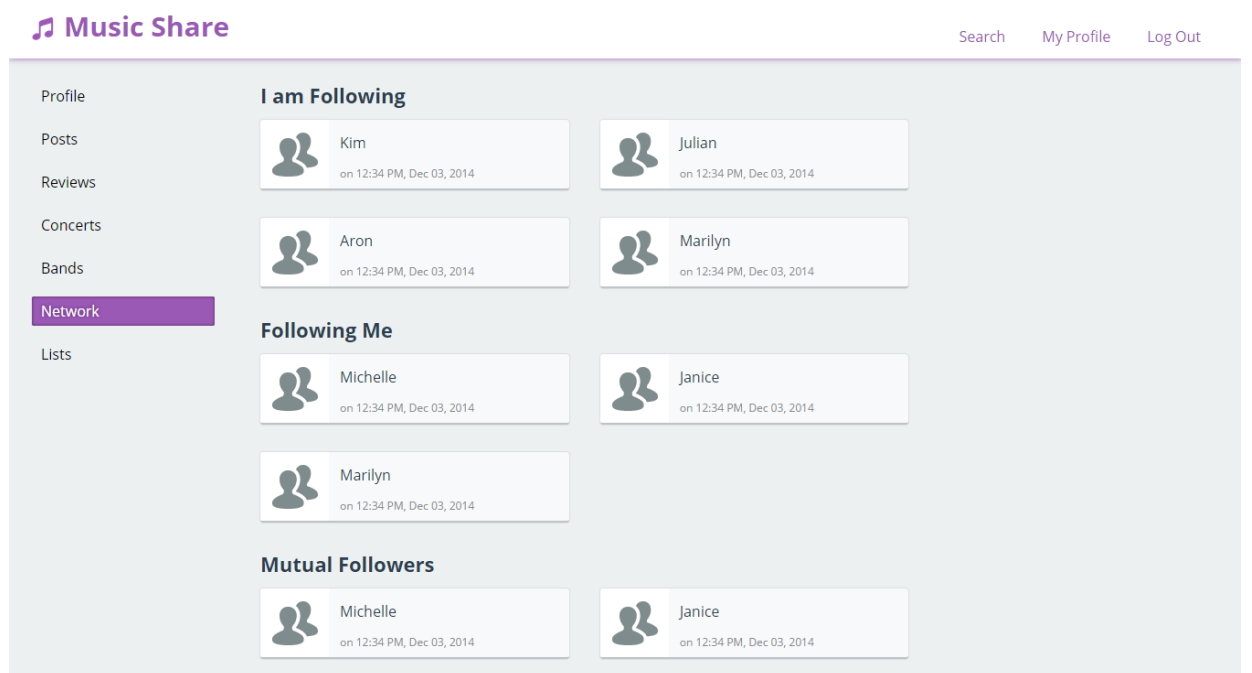 Music Share
Search My Profile Log Out
Profile
Posts
Reviews
Concerts
Bands
Network
Lists
I am Following
Kim
on 12:34 PM, Dec 03, 2014
Julian
on 12:34 PM, Dec 03, 2014
Aron
on 12:34 PM, Dec 03, 2014
Marilyn
on 12:34 PM, Dec 03, 2014
Following Me
Michelle
on 12:34 PM, Dec 03, 2014
Janice
on 12:34 PM, Dec 03, 2014
Marilyn
on 12:34 PM, Dec 03, 2014
Mutual Followers
Michelle
on 12:34 PM, Dec 03, 2014
Janice
on 12:34 PM, Dec 03, 2014